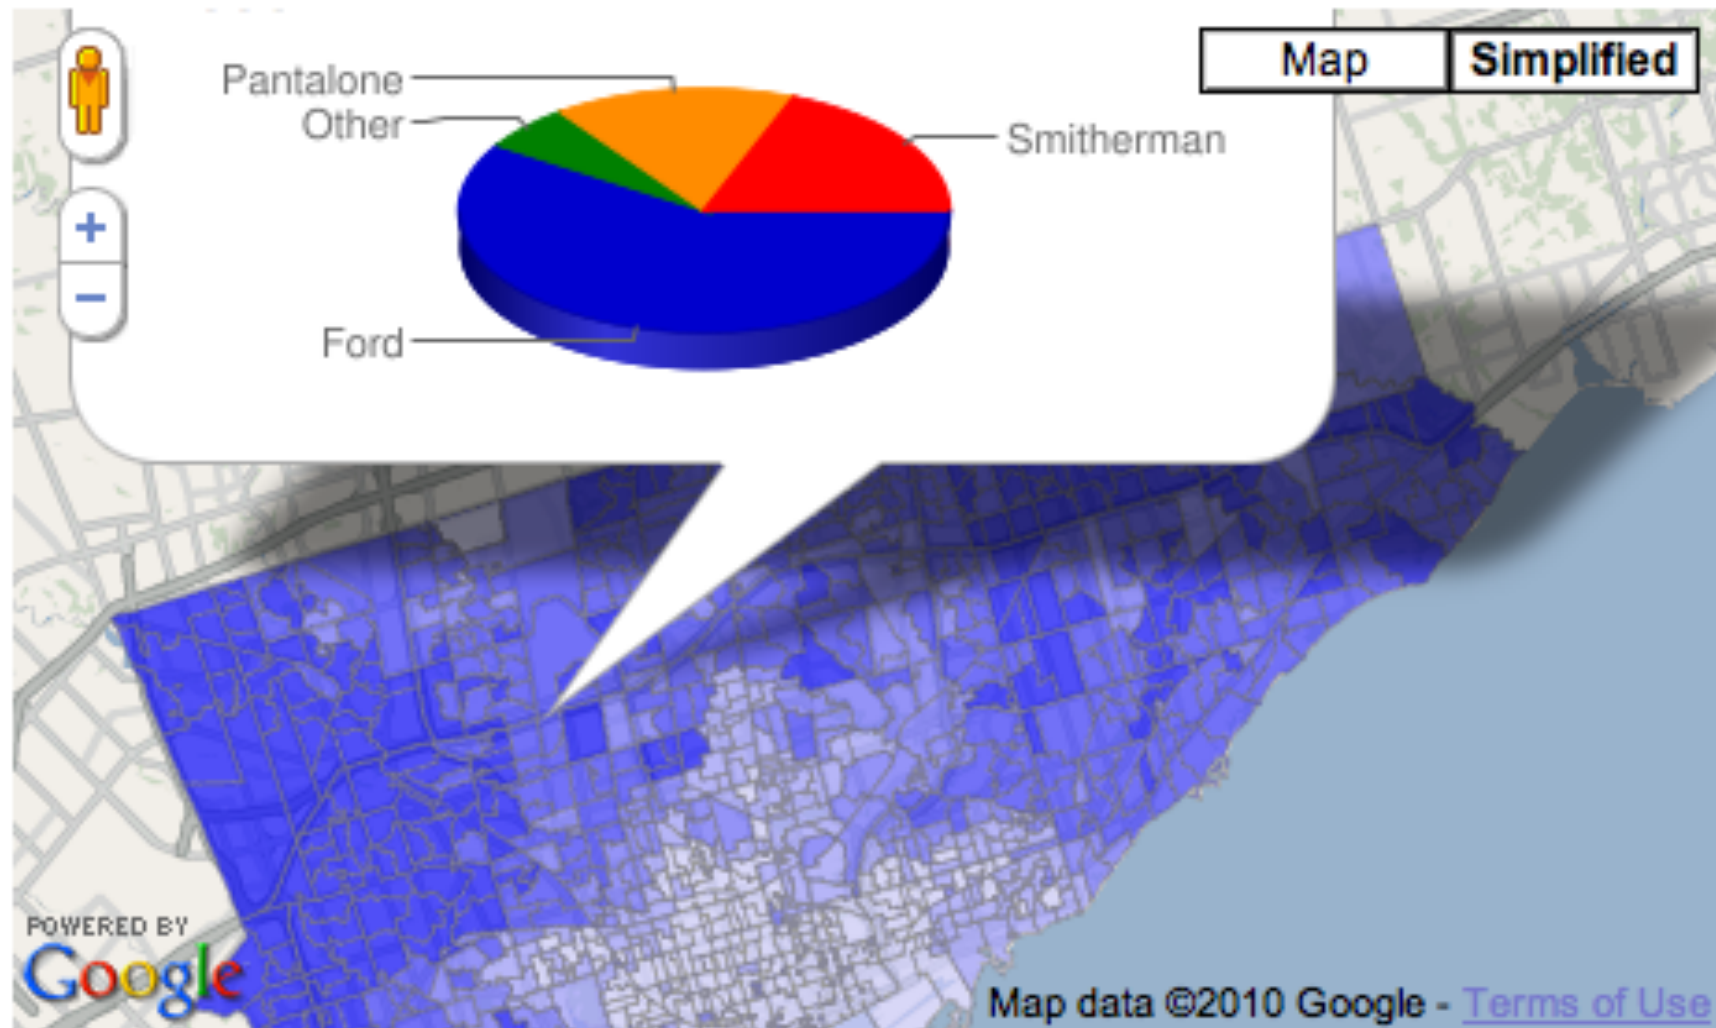 Map
Simplified
Pantalone
Other
Smitherman
Ford
POWERED BY
Google
Map data ©2010 Google - Terms of Use